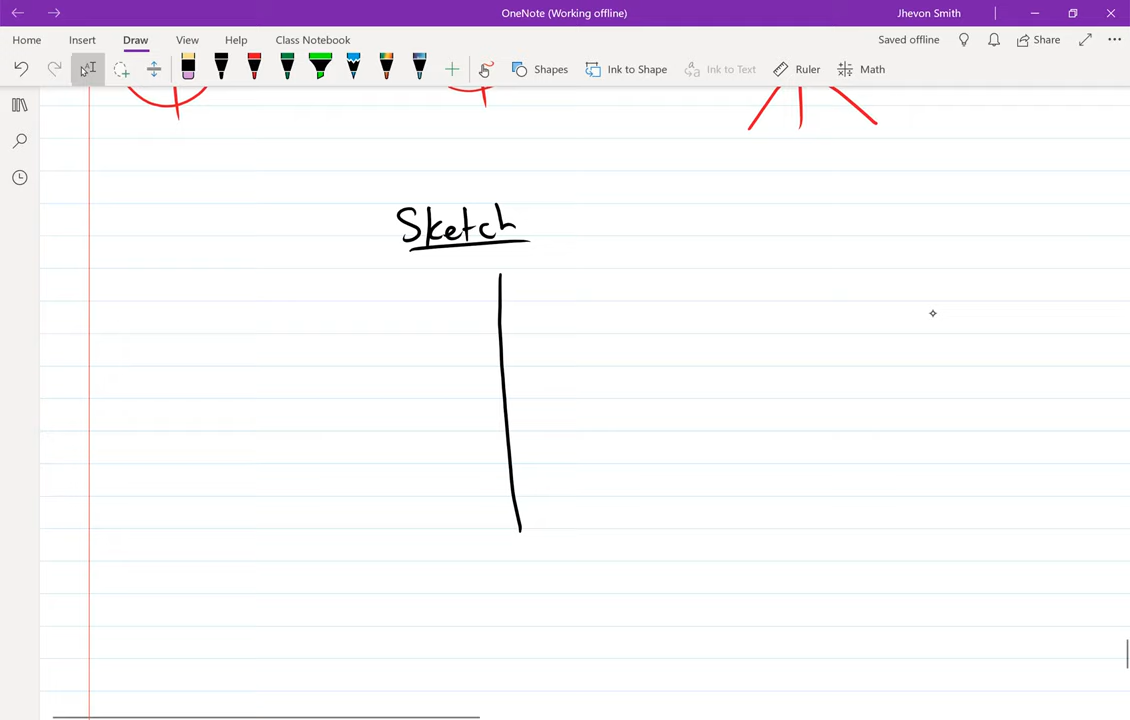 OneNote (Working offline)
Jhevon Smith
Home Insert Draw View Help Class Notebook
Saved offline
Share
Shapes
Ink to Shape
Ink to Text
Ruler
Math
Sketch